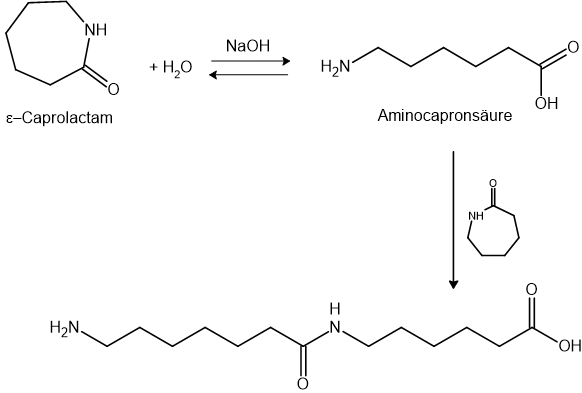 NH
O
ε–Caprolactam
+ H₂O
NaOH
H₂N
O
OH
Aminocapronsäure
O
NH
H₂N
O
H
N
O
OH